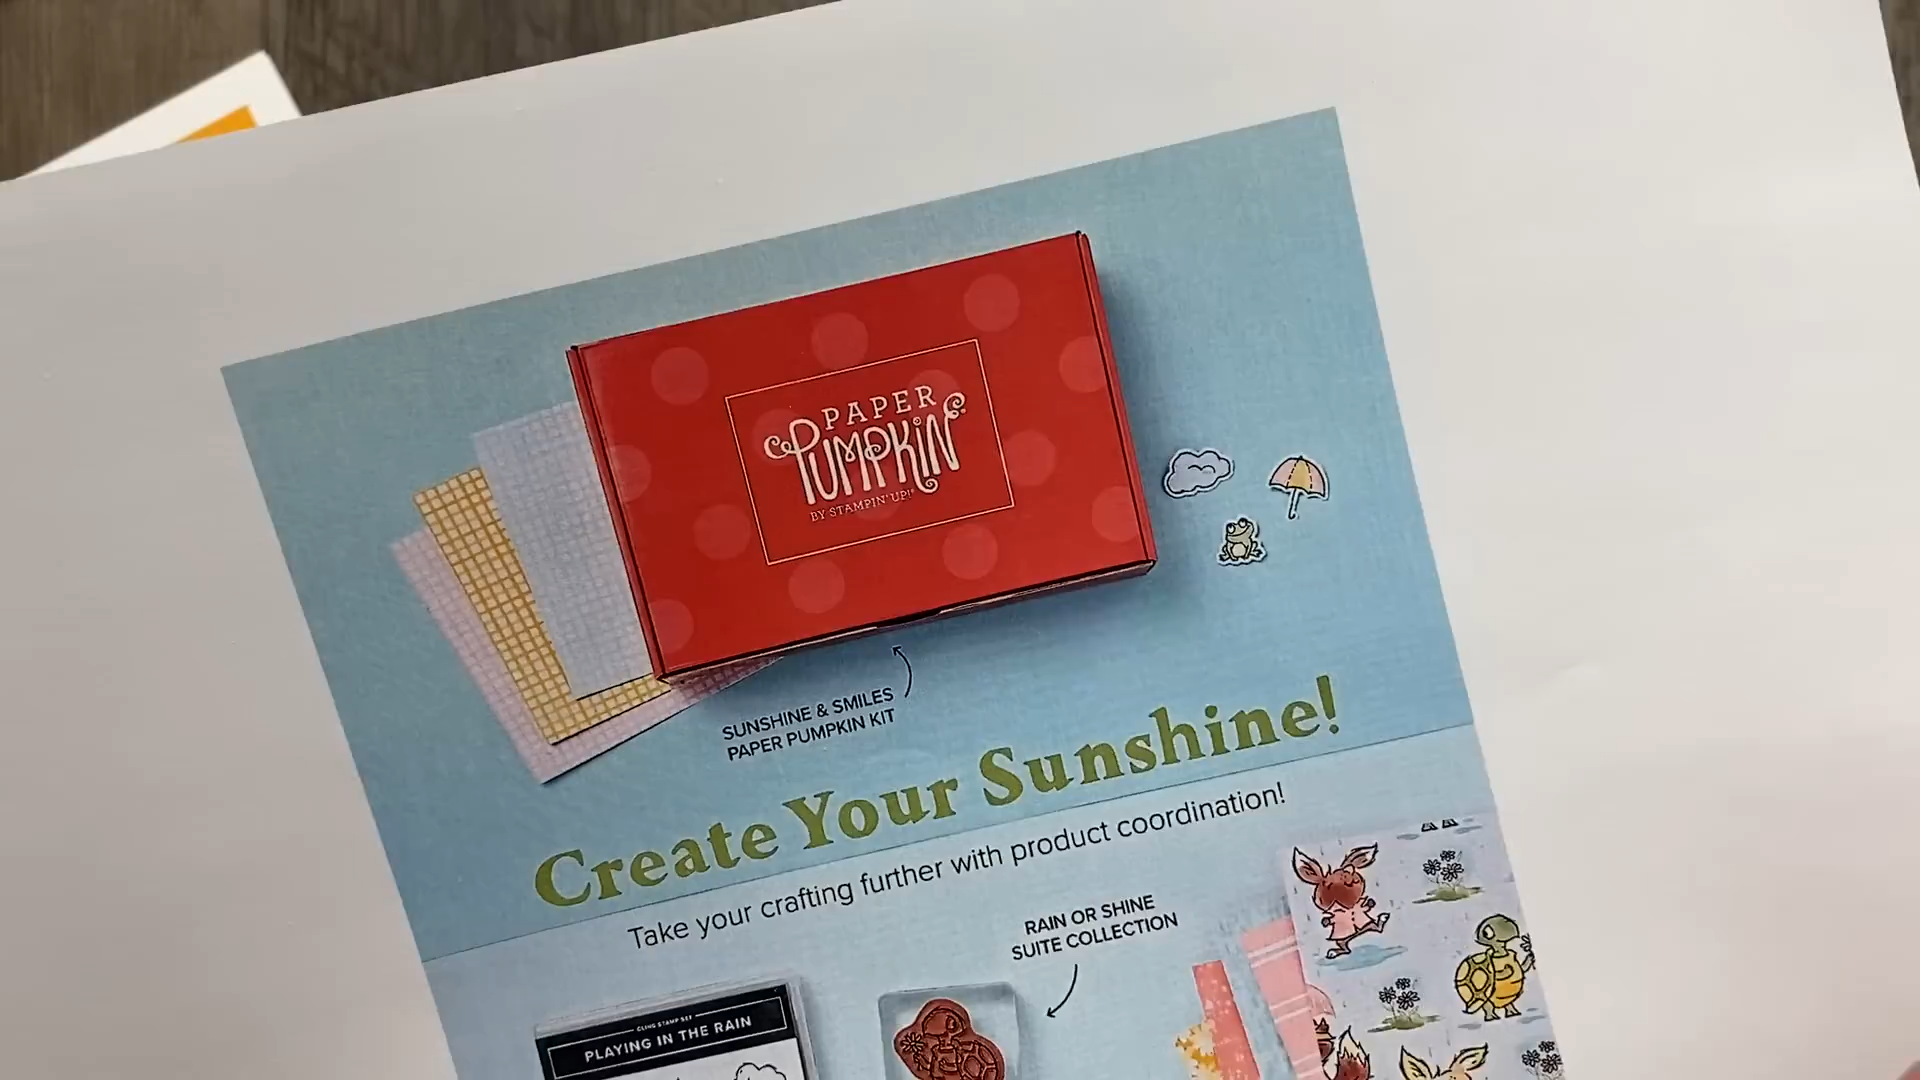 PAPER
PUMPKIN®
BY STAMPIN' UP!®
SUNSHINE & SMILES
PAPER PUMPKIN KIT
Create Your Sunshine!
Take your crafting further with product coordination!
RAIN OR SHINE
SUITE COLLECTION
CLING STAMP SET
PLAYING IN THE RAIN